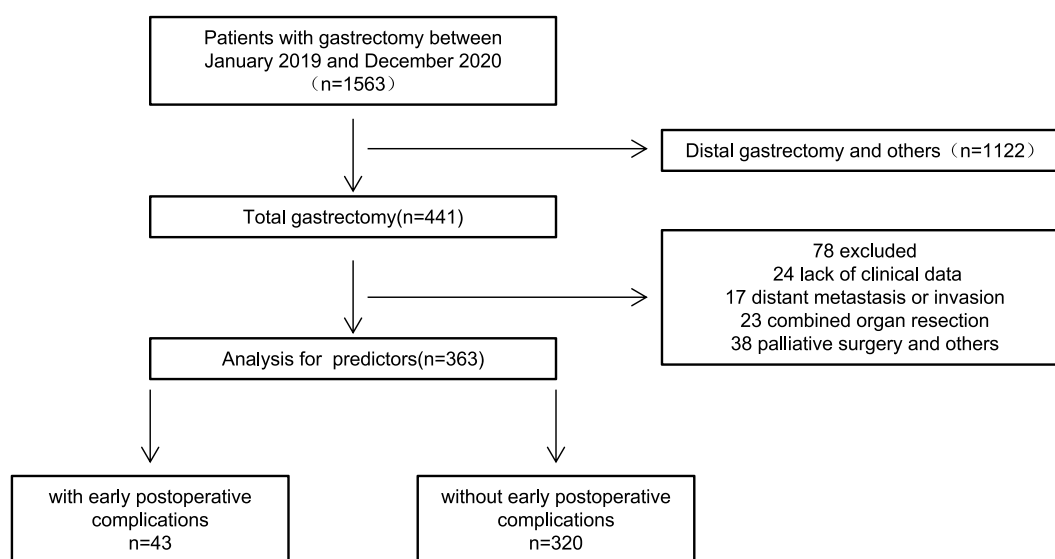 Patients with gastrectomy between
January 2019 and December 2020
（n=1563）
Distal gastrectomy and others（n=1122）
Total gastrectomy(n=441)
78 excluded
24 lack of clinical data
17 distant metastasis or invasion
23 combined organ resection
38 palliative surgery and others
Analysis for predictors(n=363)
with early postoperative
complications
n=43
without early postoperative
complications
n=320